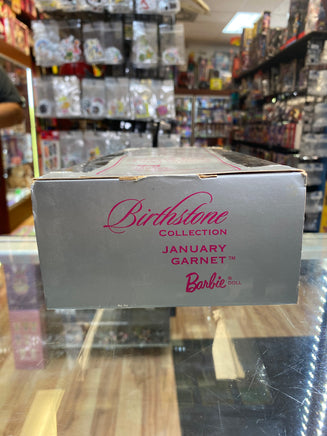 Birthstone
COLLECTION
JANUARY
GARNET™
Barbie® DOLL